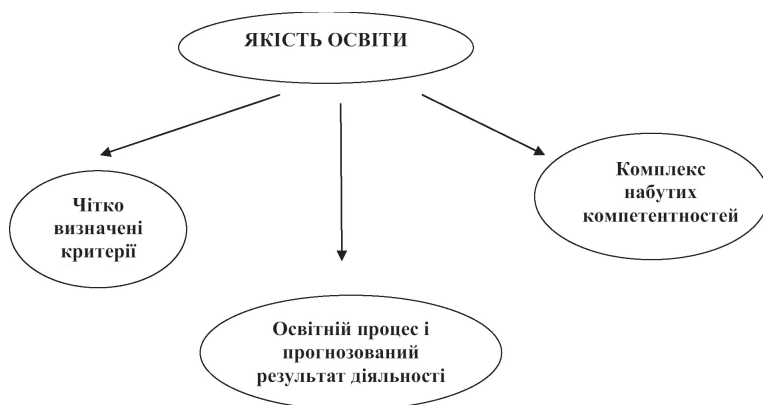 ЯКІСТЬ ОСВІТИ
Чітко
визначені
критерії
Комплекс
набутих
компетентностей
Освітній процес і
прогнозований
результат діяльності